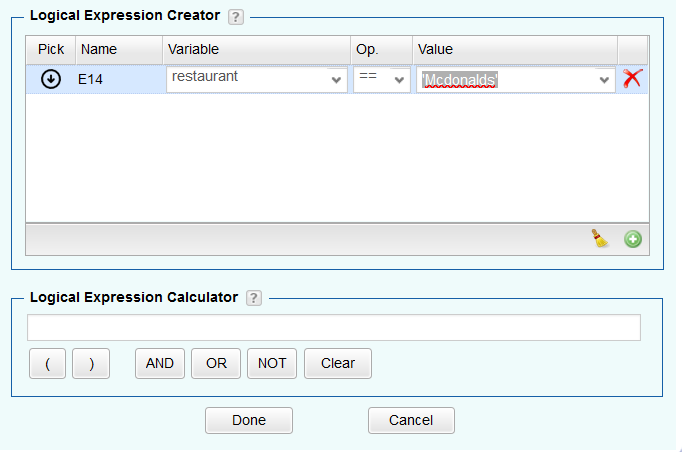 Logical Expression Creator ?
Pick Name Variable Op. Value
E14 restaurant == 'Mcdonalds'
Logical Expression Calculator ?
( ) AND OR NOT Clear
Done Cancel